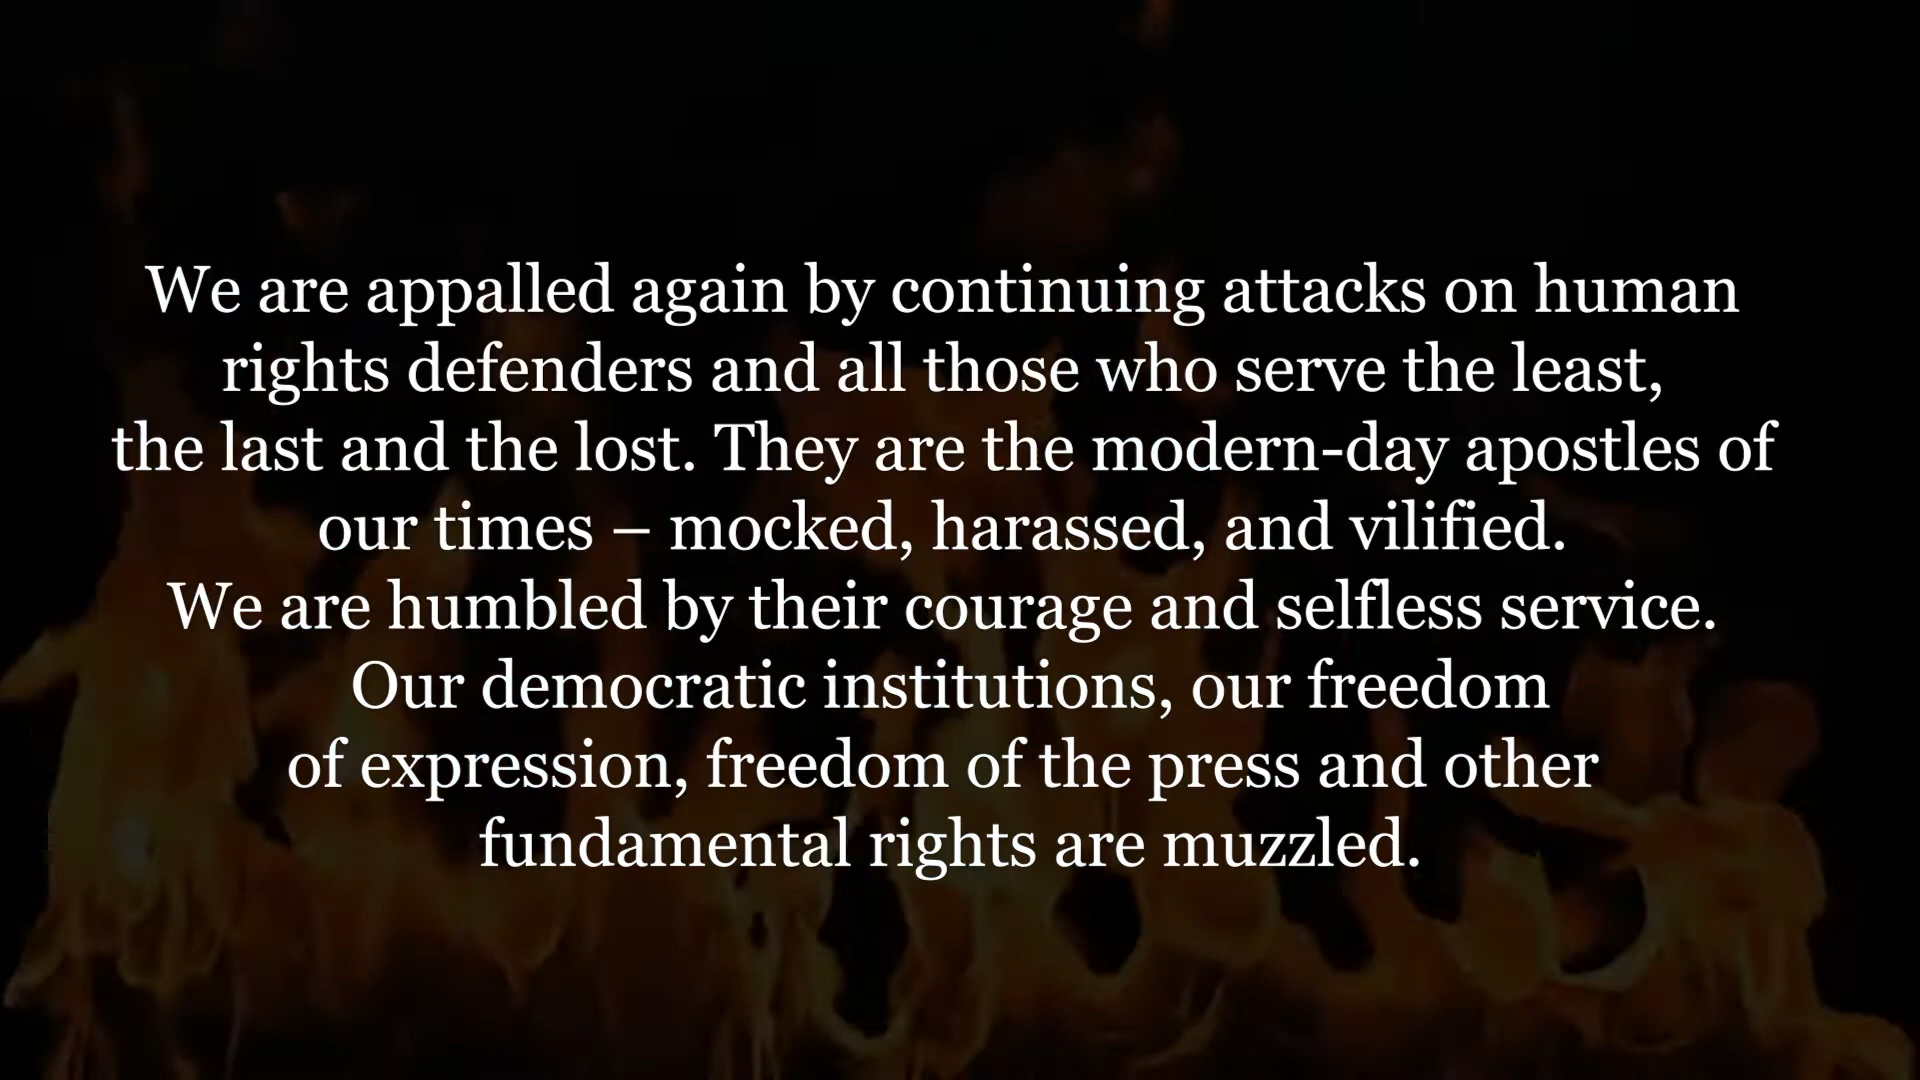 We are appalled again by continuing attacks on human
rights defenders and all those who serve the least,
the last and the lost. They are the modern-day apostles of
our times – mocked, harassed, and vilified.
We are humbled by their courage and selfless service.
Our democratic institutions, our freedom
of expression, freedom of the press and other
fundamental rights are muzzled.